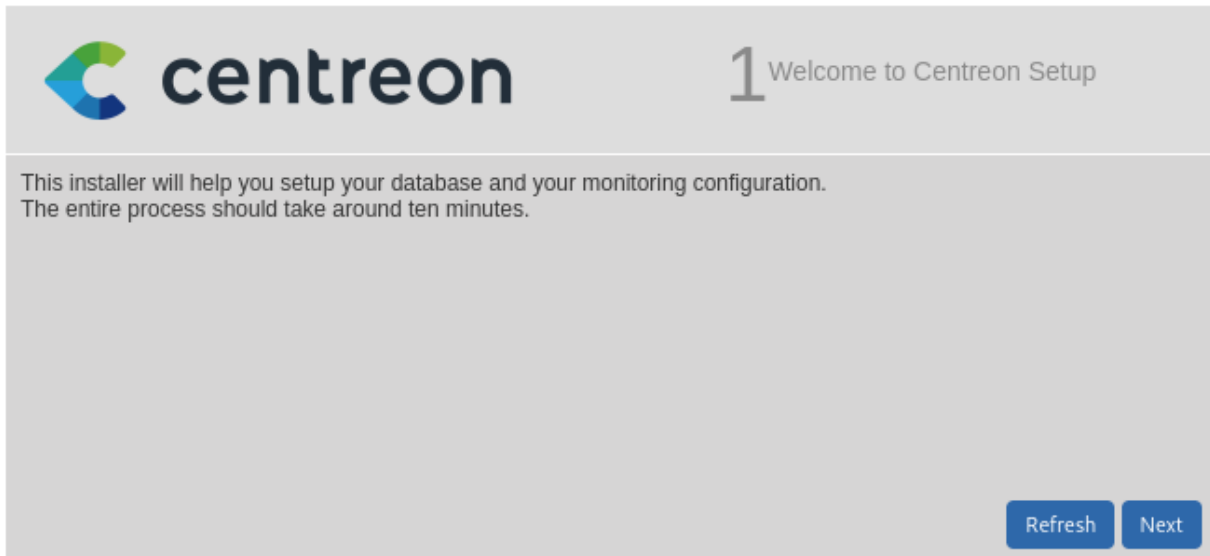 centreon
1 Welcome to Centreon Setup
This installer will help you setup your database and your monitoring configuration.
The entire process should take around ten minutes.
Refresh Next